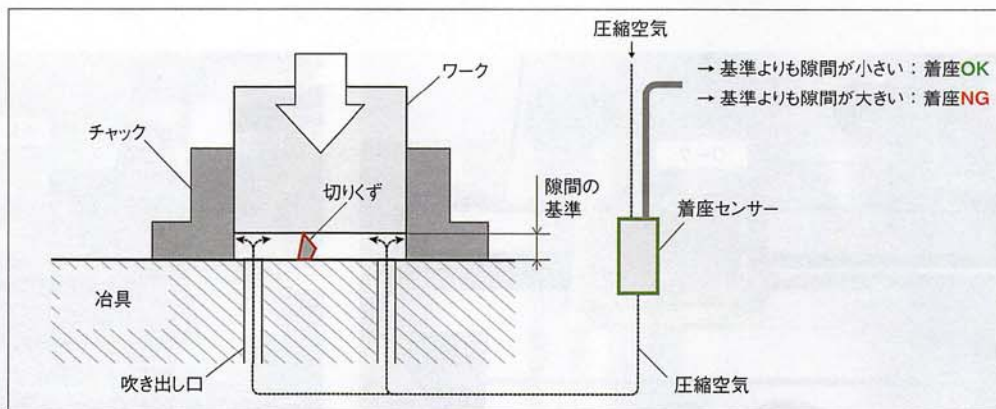 圧縮空気
→ 基準よりも隙間が小さい：着座OK
→ 基準よりも隙間が大きい：着座NG
ワーク
チャック
切りくず
隙間の
基準
着座センサー
冶具
吹き出し口
圧縮空気